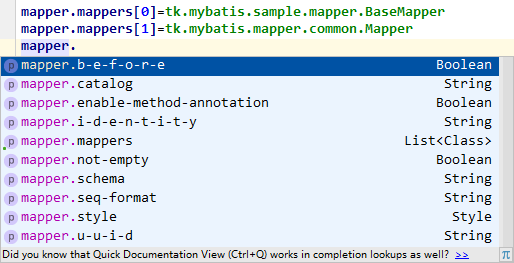 mapper.mappers[0]=tk.mybatis.sample.mapper.BaseMapper
mapper.mappers[1]=tk.mybatis.mapper.common.Mapper
mapper.
p mapper.b-e-f-o-r-e Boolean
p mapper.catalog String
p mapper.enable-method-annotation Boolean
p mapper.i-d-e-n-t-i-t-y String
p mapper.mappers List<Class>
p mapper.not-empty Boolean
p mapper.schema String
p mapper.seq-format String
p mapper.style Style
p mapper.u-u-i-d String
Did you know that Quick Documentation View (Ctrl+Q) works in completion lookups as well? >> π